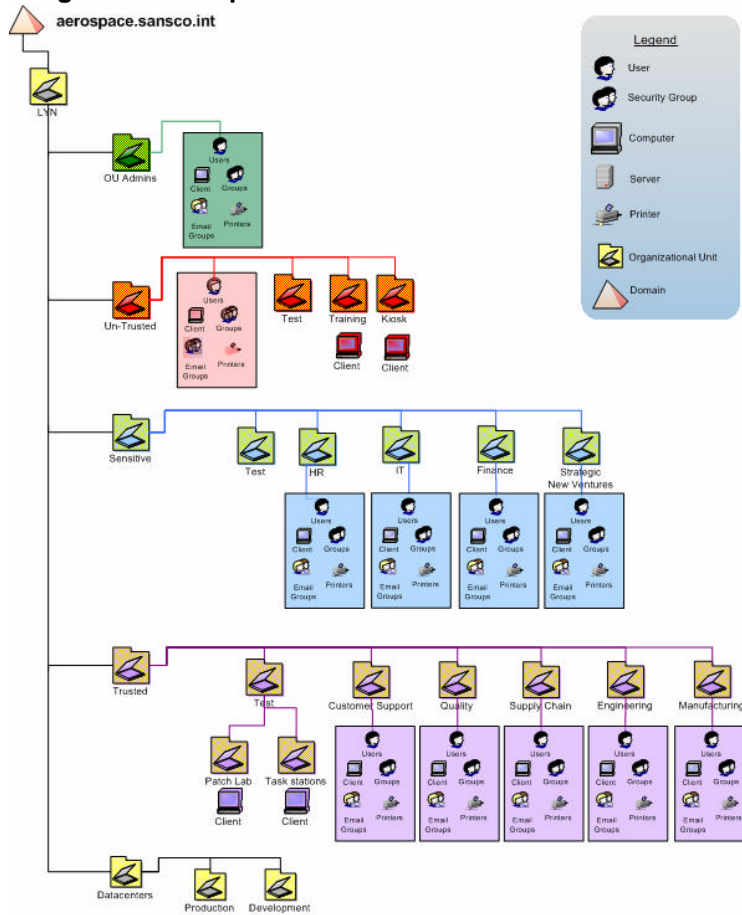 aerospace.sansco.int
Legend
User
Security Group
Computer
Server
Printer
Organizational Unit
Domain
LYN
OU Admins
Users
Client Groups
Email Groups
Printers
Un-Trusted
Users
Client Groups
Email Groups
Printers
Test
Training
Kiosk
Client
Client
Sensitive
Test
HR
IT
Finance
Strategic
New Ventures
Users
Client Groups
Email Groups
Printers
Users
Client Groups
Email Groups
Printers
Users
Client Groups
Email Groups
Printers
Users
Client Groups
Email Groups
Printers
Trusted
Test
Customer Support
Quality
Supply Chain
Engineering
Manufacturing
Patch Lab
Task stations
Client
Client
Users
Client Groups
Email Groups
Printers
Users
Client Groups
Email Groups
Printers
Users
Client Groups
Email Groups
Printers
Users
Client Groups
Email Groups
Printers
Users
Client Groups
Email Groups
Printers
Datacenters
Production
Development